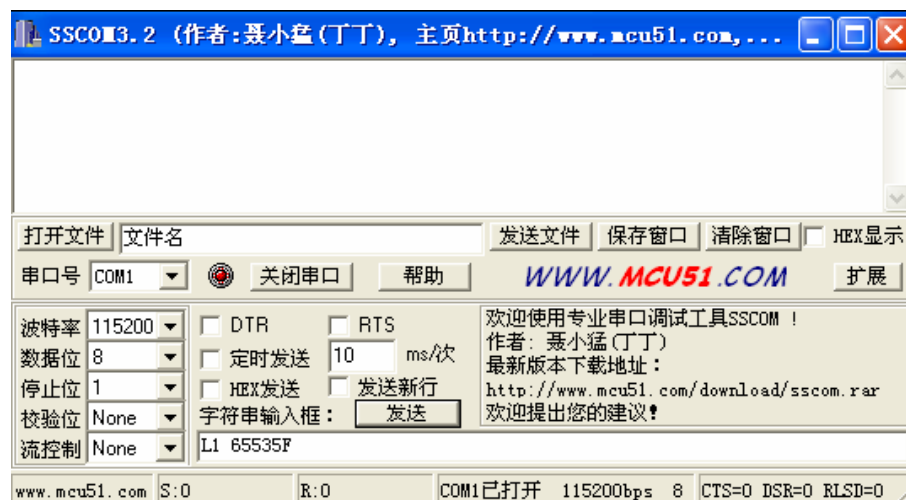 SSCOM3.2 (作者:聂小猛(丁丁), 主页http://www.mcu51.com,...
打开文件 文件名 发送文件 保存窗口 清除窗口 HEX显示
串口号 COM1 关闭串口 帮助 WWW.MCU51.COM 扩展
波特率 115200 DTR RTS
数据位 8 定时发送 10 ms/次
停止位 1 HEX发送 发送新行
校验位 None 字符串输入框: 发送
流控制 None L1 65535F
欢迎使用专业串口调试工具SSCOM !
作者: 聂小猛(丁丁)
最新版本下载地址:
http://www.mcu51.com/download/sscom.rar
欢迎提出您的建议!
www.mcu51.com S:0 R:0 COM1已打开 115200bps 8 CTS=0 DSR=0 RLSD=0